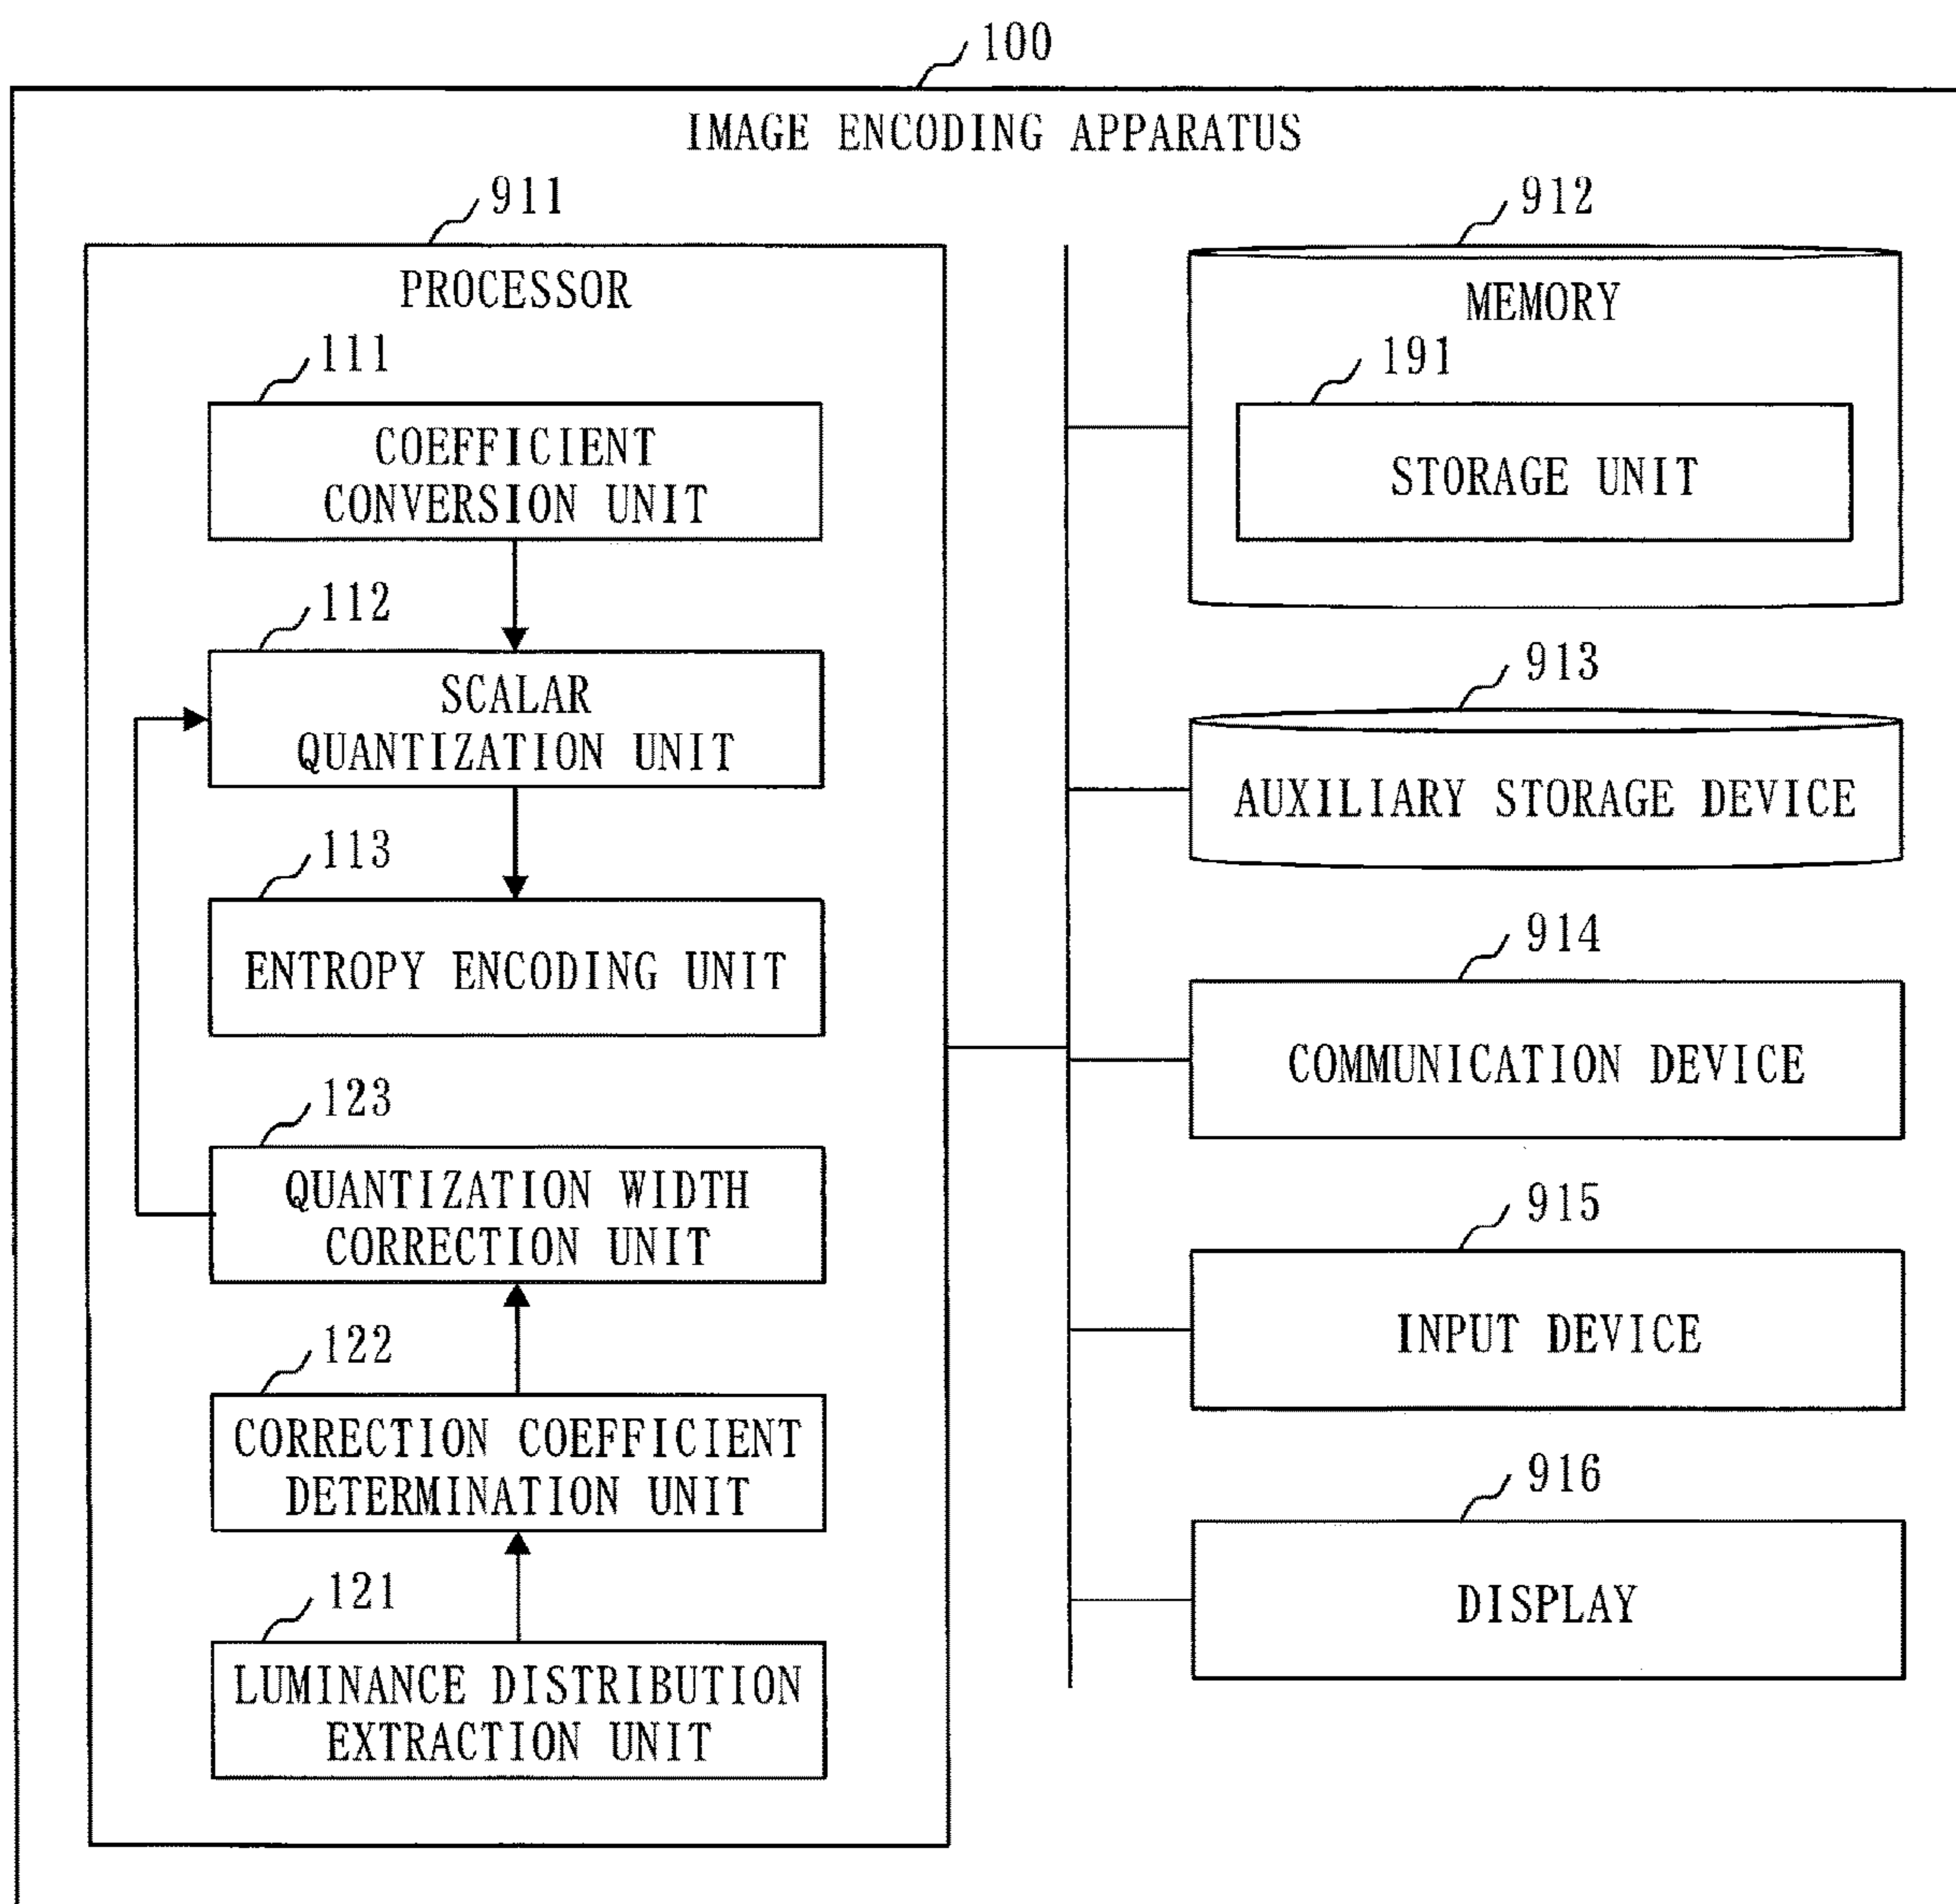 100
IMAGE ENCODING APPARATUS
911
PROCESSOR
111
COEFFICIENT
CONVERSION UNIT
112
SCALAR
QUANTIZATION UNIT
113
ENTROPY ENCODING UNIT
123
QUANTIZATION WIDTH
CORRECTION UNIT
122
CORRECTION COEFFICIENT
DETERMINATION UNIT
121
LUMINANCE DISTRIBUTION
EXTRACTION UNIT
912
MEMORY
191
STORAGE UNIT
913
AUXILIARY STORAGE DEVICE
914
COMMUNICATION DEVICE
915
INPUT DEVICE
916
DISPLAY